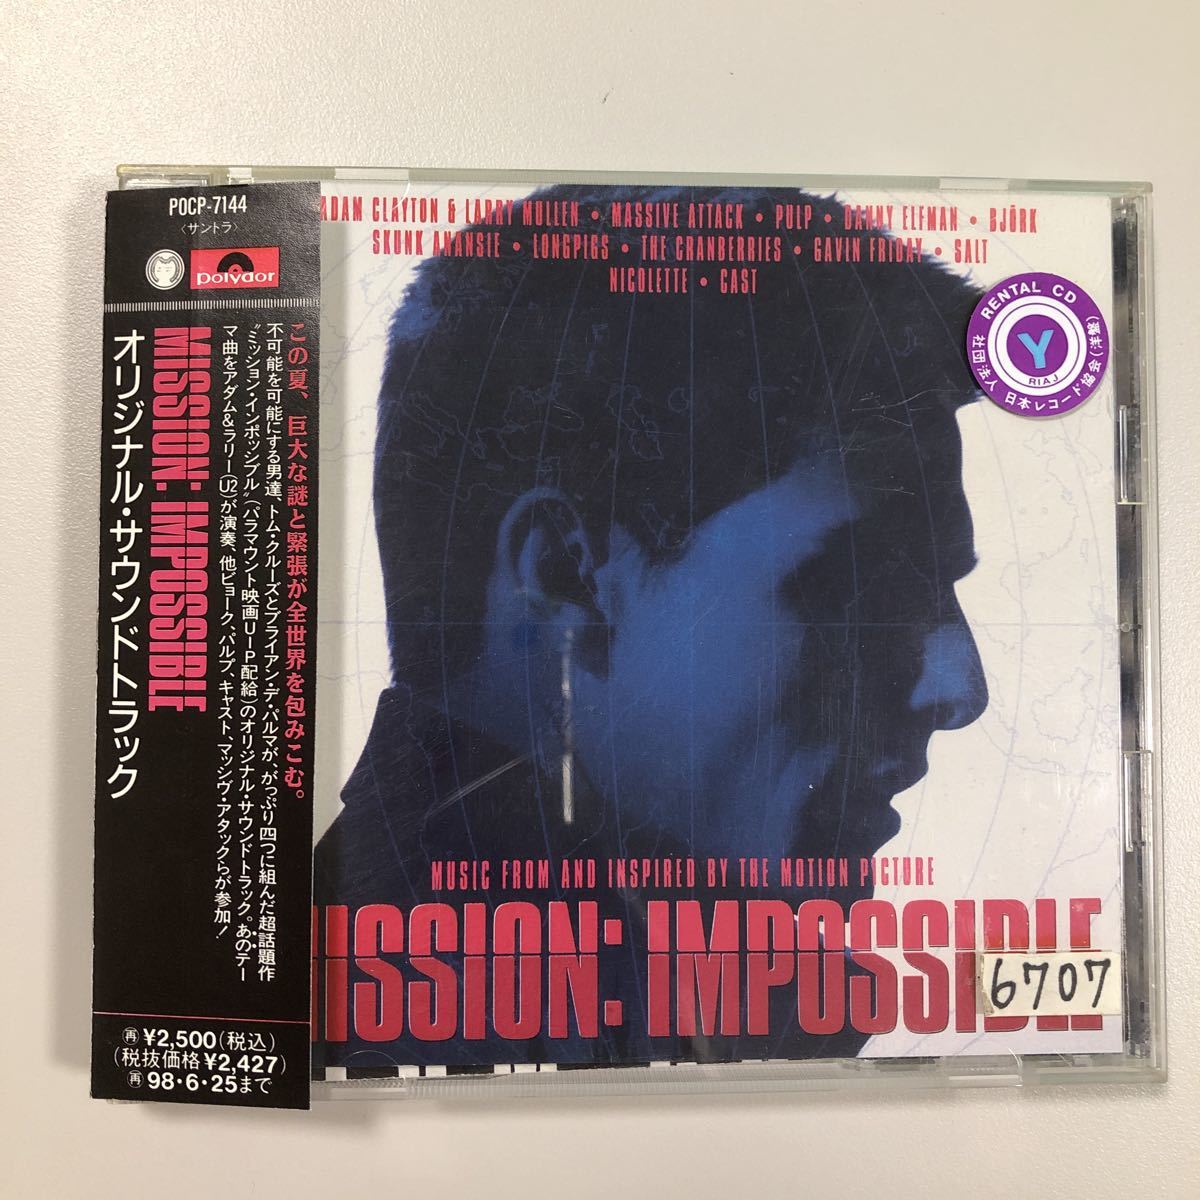 POCP-7144
〈サントラ〉
polydor
MISSION: IMPOSSIBLE
オリジナル・サウンドトラック
この夏、巨大な謎と緊張が全世界を包みこむ。
不可能を可能にする男達、トム・クルーズとブライアン・デ・パルマが、がっぷり四つに組んだ超話題作
“ミッション・インポッシブル”(パラマウント映画UIP配給)のオリジナル・サウンドトラック。あのテー
マ曲をアダム&ラリー(U2)が演奏、他ビョーク、パルプ、キャスト、マッシヴ・アタックらが参加!
再 ¥2,500(税込)
(税抜価格¥2,427)
再 98・6・25まで
ADAM CLAYTON & LARRY MULLEN • MASSIVE ATTACK • PULP • DANNY ELFMAN • BJÖRK
SKUNK ANANSIE • LONGPIGS • THE CRANBERRIES • GAVIN FRIDAY • SALT
NICOLETTE • CAST
RENTAL CD
Y
RIAJ
社団法人 日本レコード協会(洋盤)
MUSIC FROM AND INSPIRED BY THE MOTION PICTURE
MISSION: IMPOSSIBLE
6707